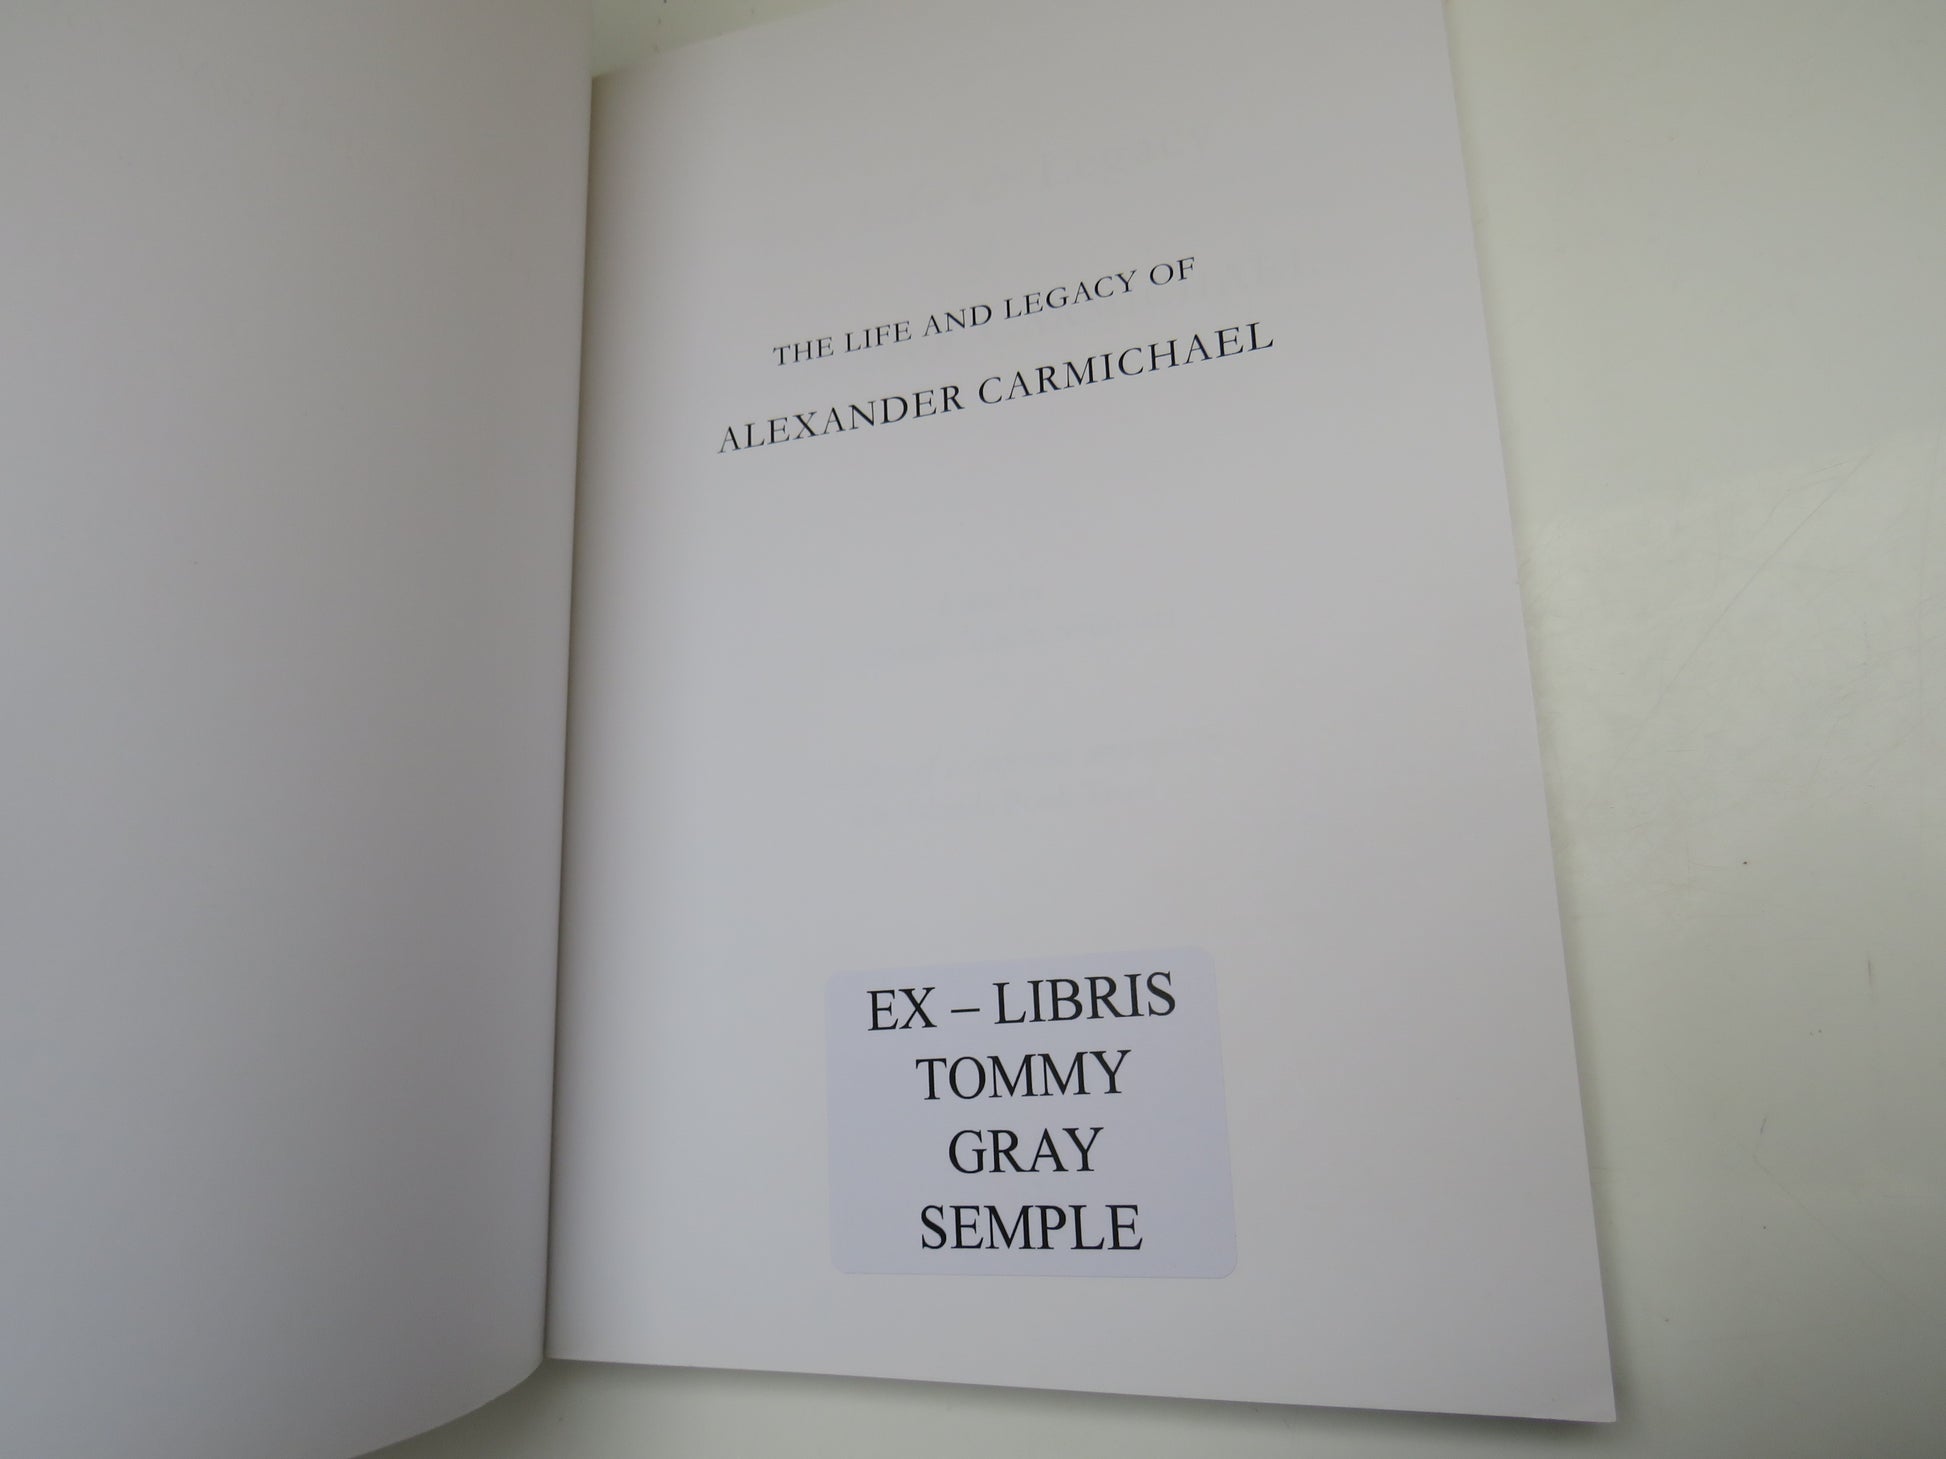 THE LIFE AND LEGACY OF
ALEXANDER CARMICHAEL
EX – LIBRIS
TOMMY
GRAY
SEMPLE